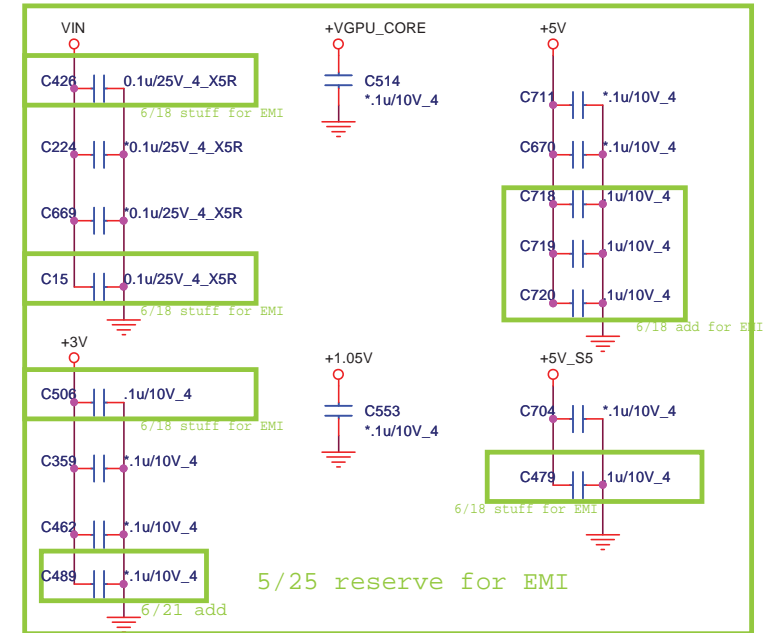 VIN
C426 0.1u/25V_4_X5R
6/18 stuff for EMI
C224 *0.1u/25V_4_X5R
C669 *0.1u/25V_4_X5R
C15 0.1u/25V_4_X5R
6/18 stuff for EMI
+VGPU_CORE
C514
*.1u/10V_4
+5V
C711 *.1u/10V_4
C670 *.1u/10V_4
C718 .1u/10V_4
C719 .1u/10V_4
C720 .1u/10V_4
6/18 add for EMI
+3V
C506 .1u/10V_4
6/18 stuff for EMI
C359 *.1u/10V_4
C462 *.1u/10V_4
C489 *.1u/10V_4
6/21 add
+1.05V
C553
*.1u/10V_4
+5V_S5
C704 *.1u/10V_4
C479 .1u/10V_4
6/18 stuff for EMI
5/25 reserve for EMI